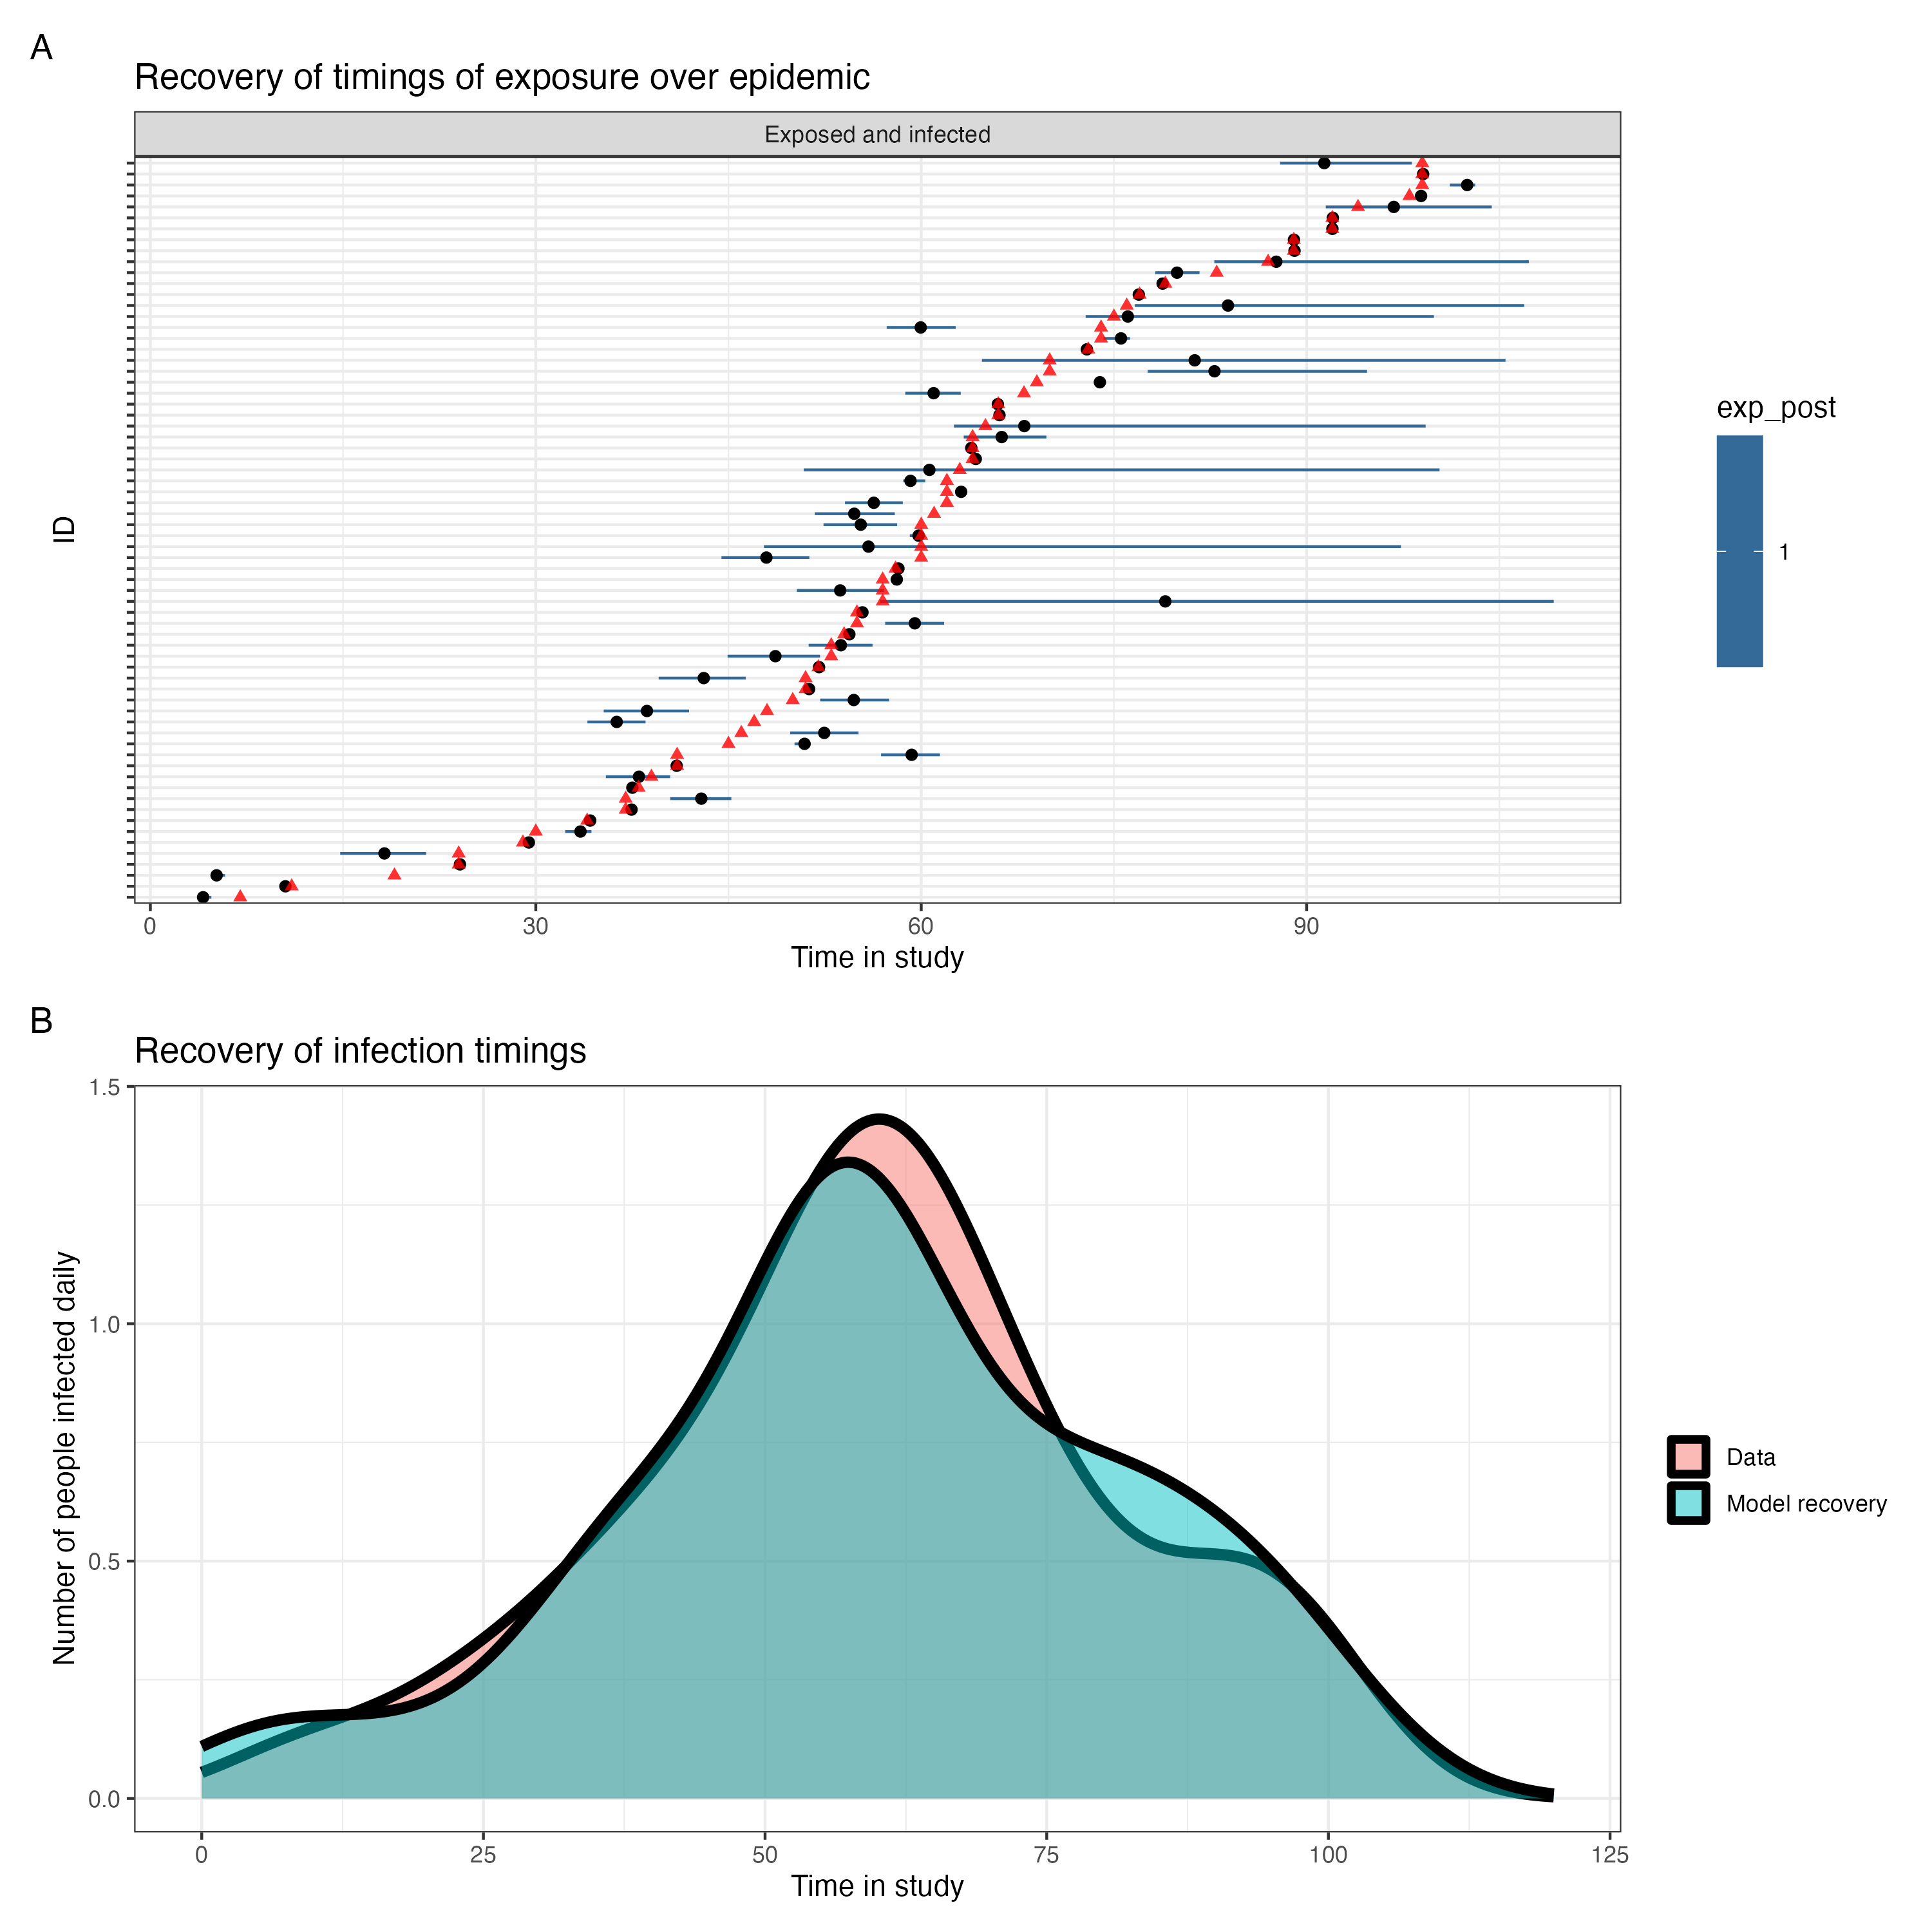 A
Recovery of timings of exposure over epidemic
Exposed and infected
ID
0 30 60 90
Time in study
exp_post
1
B
Recovery of infection timings
Number of people infected daily
1.5
1.0
0.5
0.0
0 25 50 75 100 125
Time in study
Data
Model recovery